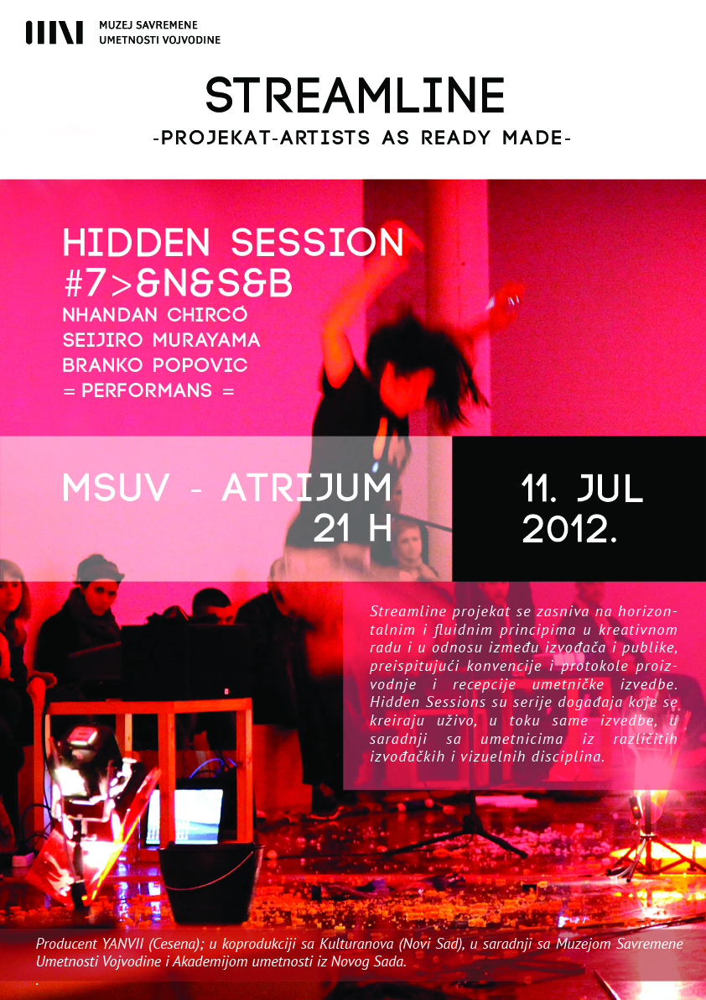 MUZEJ SAVREMENE
UMETNOSTI VOJVODINE
STREAMLINE
-PROJEKAT-ARTISTS AS READY MADE-
HIDDEN SESSION
#7>&N&S&B
NHANDAN CHIRCÓ
SEIJIRO MURAYAMA
BRANKO POPOVIC
= PERFORMANS =
MSUV - ATRIJUM
21 H
11. JUL
2012.
Streamline projekat se zasniva na horizon-
talnim i fluidnim principima u kreativnom
radu i u odnosu između izvođača i publike,
preispitujući konvencije i protokole proiz-
vodnje i recepcije umetničke izvedbe.
Hidden Sessions su serije događaja koje se
kreiraju uživo, u toku same izvedbe, u
saradnji sa umetnicima iz različitih
izvođačkih i vizuelnih disciplina.
Producent YANVII (Cesena); u koprodukciji sa Kulturanova (Novi Sad), u saradnji sa Muzejom Savremene
Umetnosti Vojvodine i Akademijom umetnosti iz Novog Sada.
.